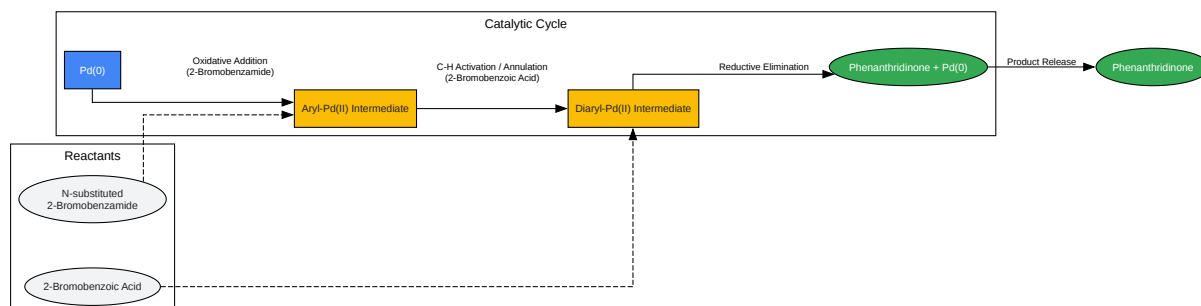 Catalytic Cycle
Pd(0)
Oxidative Addition
(2-Bromobenzamide)
C-H Activation / Annulation
(2-Bromobenzoic Acid)
Reductive Elimination
Phenanthridinone + Pd(0)
Product Release
Phenanthridinone
Aryl-Pd(II) Intermediate
Diaryl-Pd(II) Intermediate
Reactants
N-substituted
2-Bromobenzamide
2-Bromobenzoic Acid